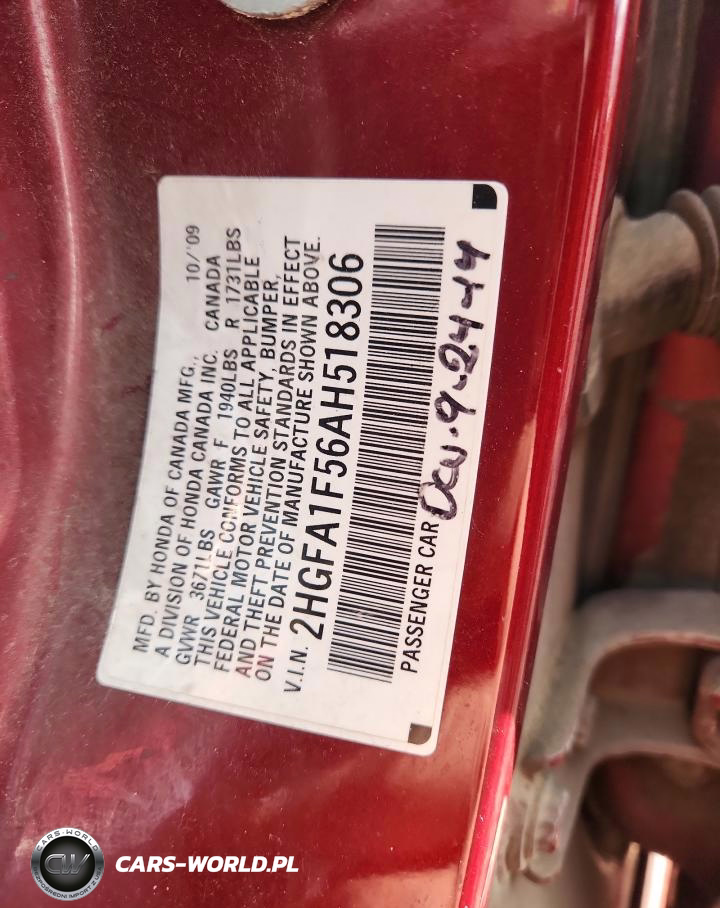 MFD. BY HONDA OF CANADA MFG., 10/'09
A DIVISION OF HONDA CANADA INC. CANADA
GVWR 3671LBS GAWR F 1940LBS R 1731LBS
THIS VEHICLE CONFORMS TO ALL APPLICABLE
FEDERAL MOTOR VEHICLE SAFETY, BUMPER,
AND THEFT PREVENTION STANDARDS IN EFFECT
ON THE DATE OF MANUFACTURE SHOWN ABOVE.
V.I.N. 2HGFA1F56AH518306
PASSENGER CAR
CARS-WORLD
CW
CARS-WORLD.PL